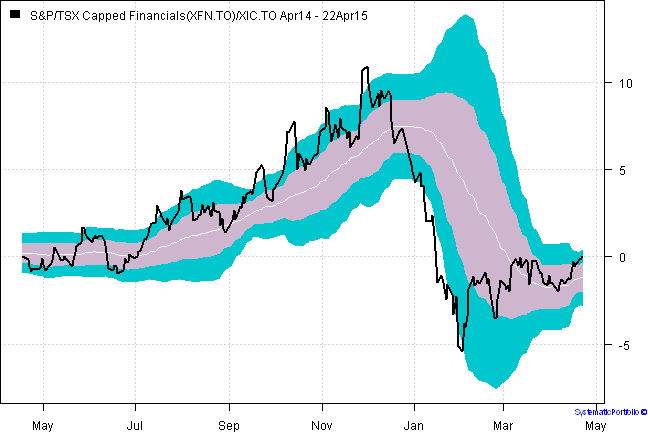 S&P/TSX Capped Financials(XFN.TO)/XIC.TO Apr14 - 22Apr15
10
5
0
-5
SystematicPortfolio ©
May Jul Sep Nov Jan Mar May